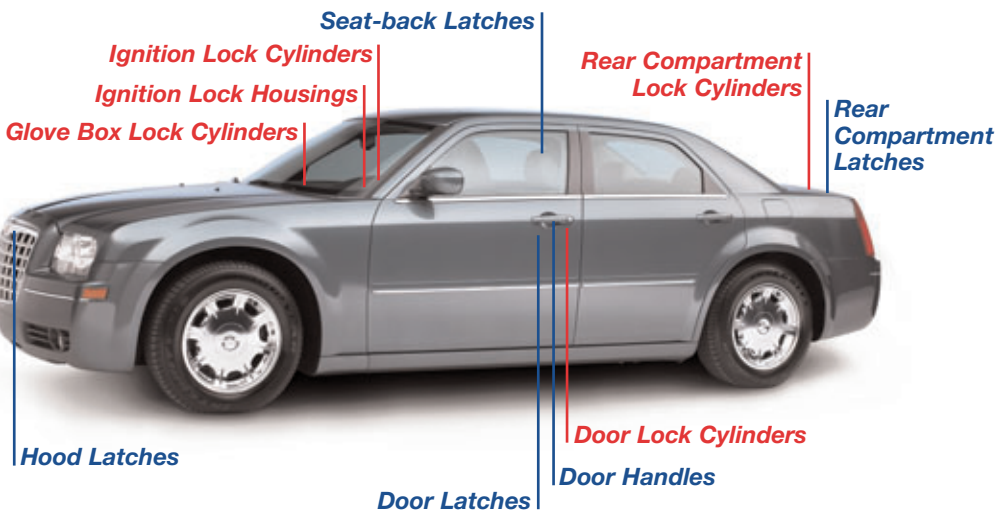 Seat-back Latches
Ignition Lock Cylinders
Ignition Lock Housings
Glove Box Lock Cylinders
Rear Compartment
Lock Cylinders
Rear
Compartment
Latches
Hood Latches
Door Lock Cylinders
Door Handles
Door Latches